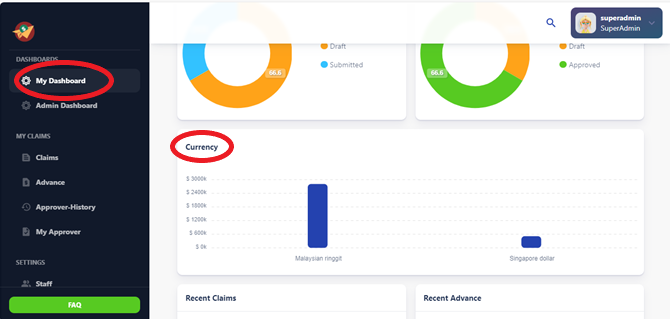 superadmin
SuperAdmin
DASHBOARDS
My Dashboard
Admin Dashboard
MY CLAIMS
Claims
Advance
Approver-History
My Approver
SETTINGS
Staff
FAQ
66.6
Draft
Submitted
66.6
Draft
Approved
Currency
$ 3000k
$ 2400k
$ 1800k
$ 1200k
$ 600k
$ 0k
Malaysian ringgit
Singapore dollar
Recent Claims
Recent Advance